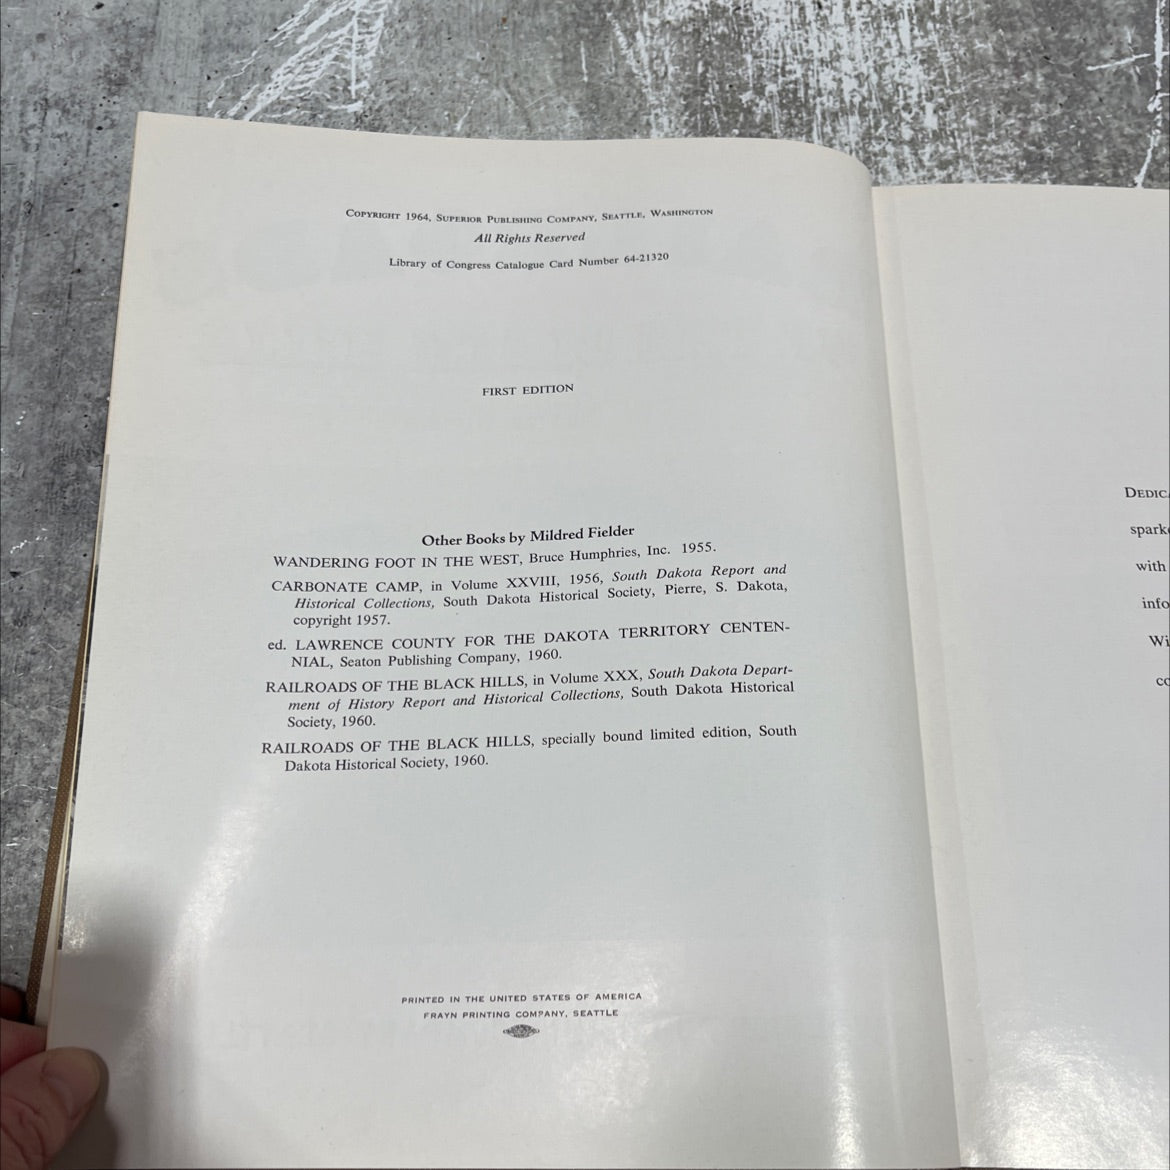 COPYRIGHT 1964, SUPERIOR PUBLISHING COMPANY, SEATTLE, WASHINGTON
All Rights Reserved
Library of Congress Catalogue Card Number 64-21320
FIRST EDITION
Other Books by Mildred Fielder
WANDERING FOOT IN THE WEST, Bruce Humphries, Inc. 1955.
CARBONATE CAMP, in Volume XXVIII, 1956, South Dakota Report and
Historical Collections, South Dakota Historical Society, Pierre, S. Dakota,
copyright 1957.
ed. LAWRENCE COUNTY FOR THE DAKOTA TERRITORY CENTEN-
NIAL, Seaton Publishing Company, 1960.
RAILROADS OF THE BLACK HILLS, in Volume XXX, South Dakota Depart-
ment of History Report and Historical Collections, South Dakota Historical
Society, 1960.
RAILROADS OF THE BLACK HILLS, specially bound limited edition, South
Dakota Historical Society, 1960.
PRINTED IN THE UNITED STATES OF AMERICA
FRAYN PRINTING COMPANY, SEATTLE
DEDIC
spark
with
info
Wi
co